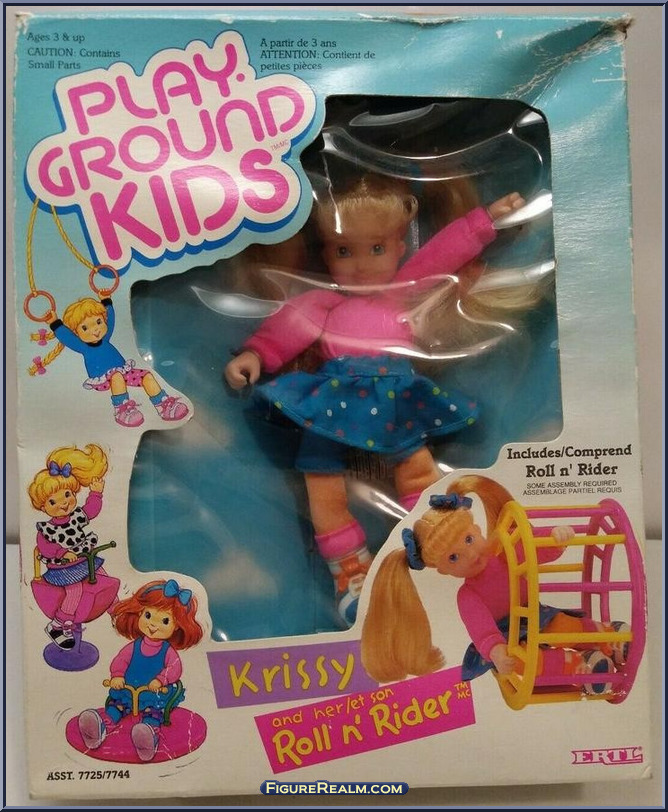 Ages 3 & up
CAUTION: Contains
Small Parts
A partir de 3 ans
ATTENTION: Contient de
petites pièces
PLAY.
GROUND
KIDS
TM/MC
Includes/Comprend
Roll n' Rider
SOME ASSEMBLY REQUIRED
ASSEMBLAGE PARTIEL REQUIS
Krissy
and her/et son
Roll n' Rider TM MC
ERTL
ASST. 7725/7744
FIGUREREALM.COM